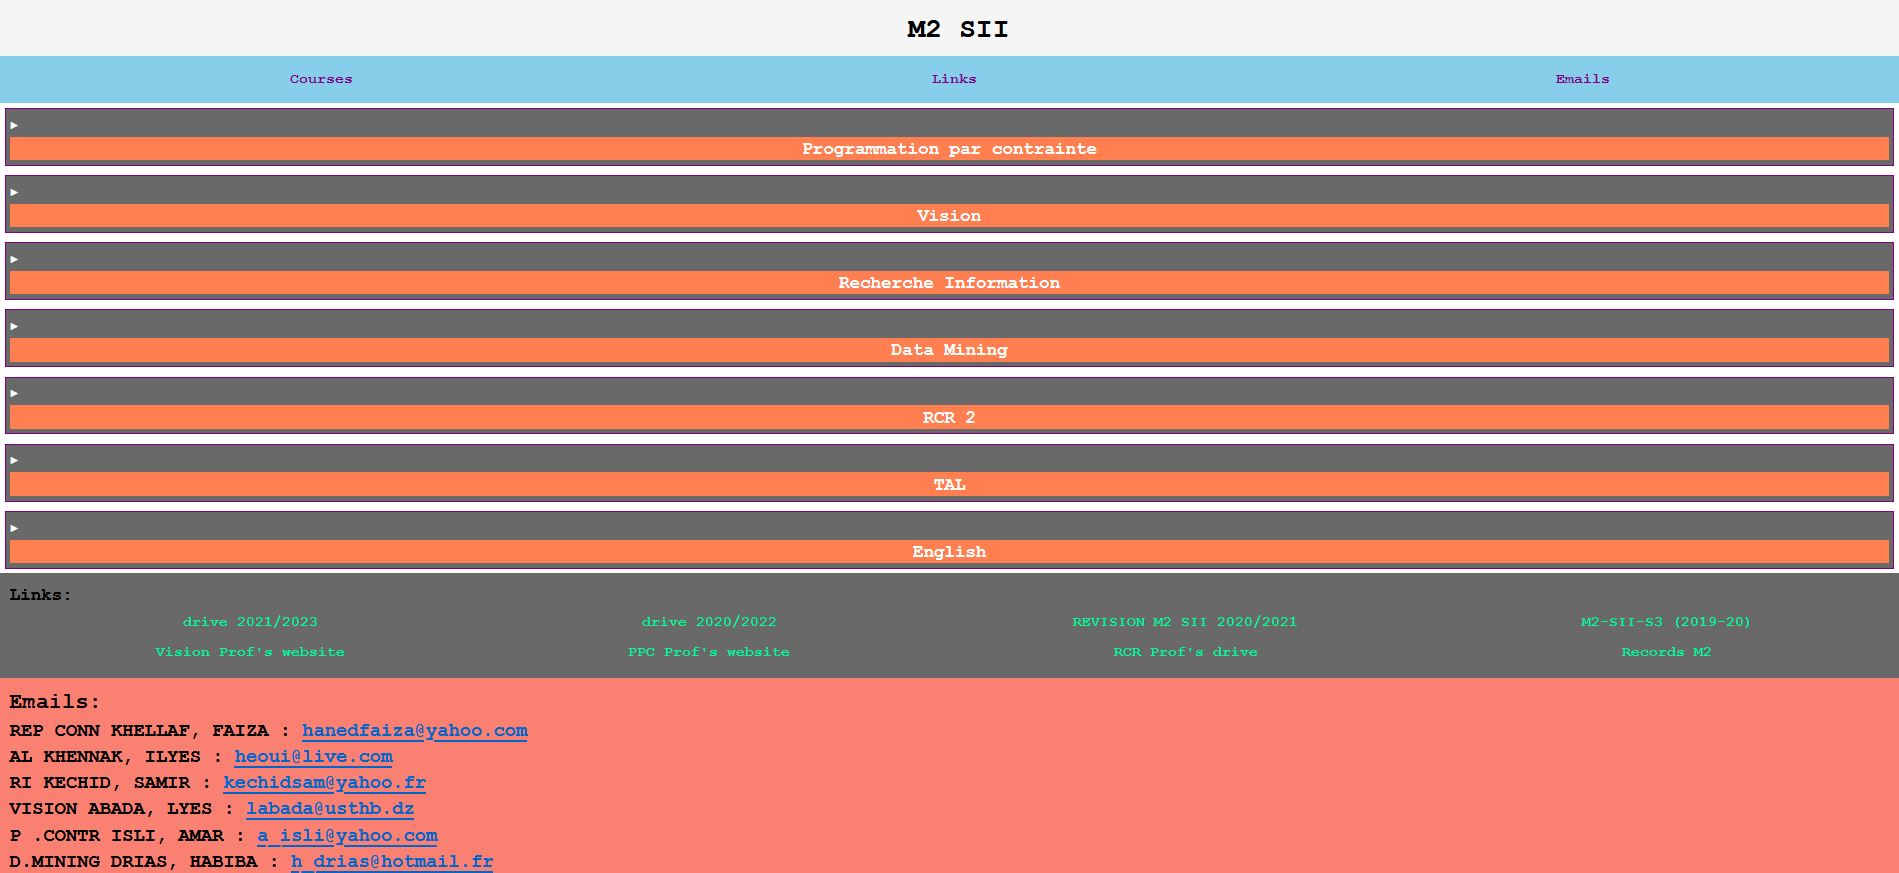 M2 SII
Courses Links Emails
Programmation par contrainte
Vision
Recherche Information
Data Mining
RCR 2
TAL
English
Links:
drive 2021/2023 drive 2020/2022 REVISION M2 SII 2020/2021 M2-SII-S3 (2019-20)
Vision Prof's website PPC Prof's website RCR Prof's drive Records M2
Emails:
REP CONN KHELLAF, FAIZA : hanedfaiza@yahoo.com
AL KHENNAK, ILYES : heoui@live.com
RI KECHID, SAMIR : kechidsam@yahoo.fr
VISION ABADA, LYES : labada@usthb.dz
P .CONTR ISLI, AMAR : a_isli@yahoo.com
D.MINING DRIAS, HABIBA : h_drias@hotmail.fr